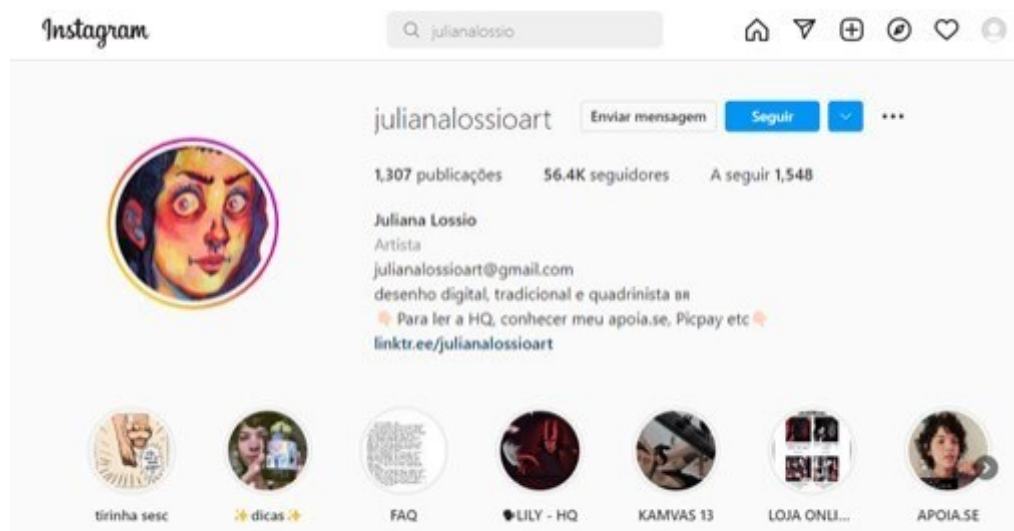 Instagram
julianalossio
julianalossioart Enviar mensagem Seguir
1,307 publicações 56.4K seguidores A seguir 1,548
Juliana Lossio
Artista
julianalossioart@gmail.com
desenho digital, tradicional e quadrinista BR
👇🏻 Para ler a HQ, conhecer meu apoia.se, Picpay etc 👇🏻
linktr.ee/julianalossioart
tirinha sesc ✨dicas✨ FAQ 🗣LILY - HQ KAMVAS 13 LOJA ONLI... APOIA.SE